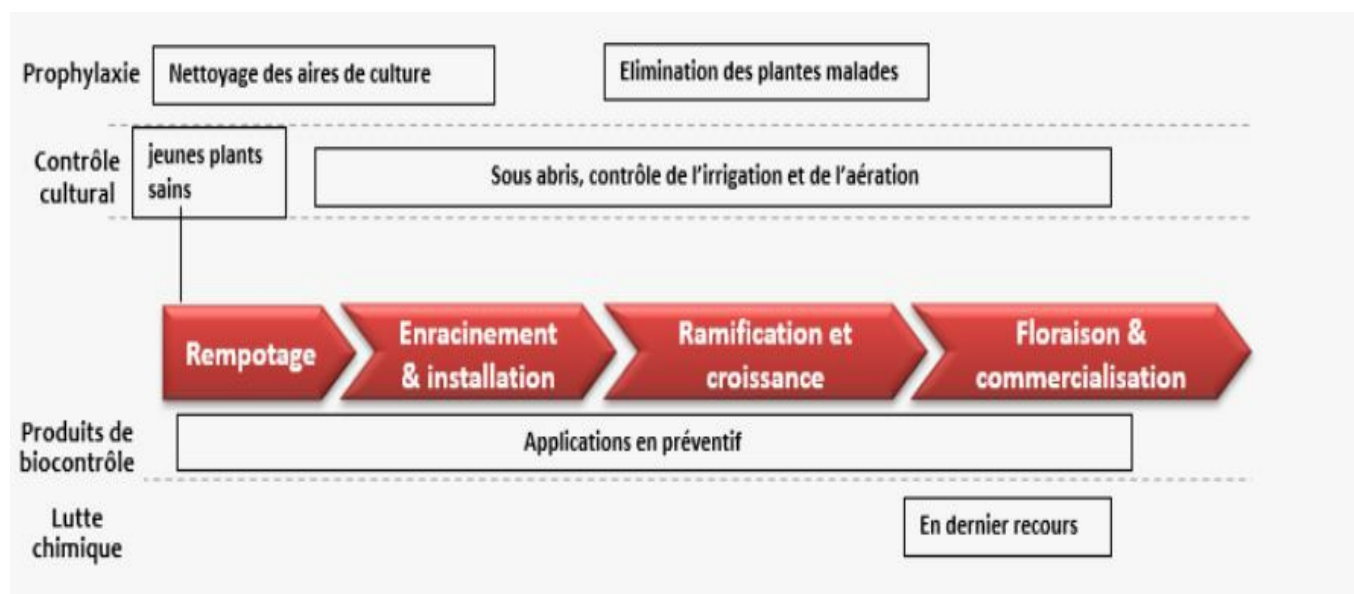 Prophylaxie
Nettoyage des aires de culture
Elimination des plantes malades
Contrôle
cultural
jeunes plants
sains
Sous abris, contrôle de l'irrigation et de l'aération
Rempotage
Enracinement
& installation
Ramification et
croissance
Floraison &
commercialisation
Produits de
biocontrôle
Applications en préventif
Lutte
chimique
En dernier recours